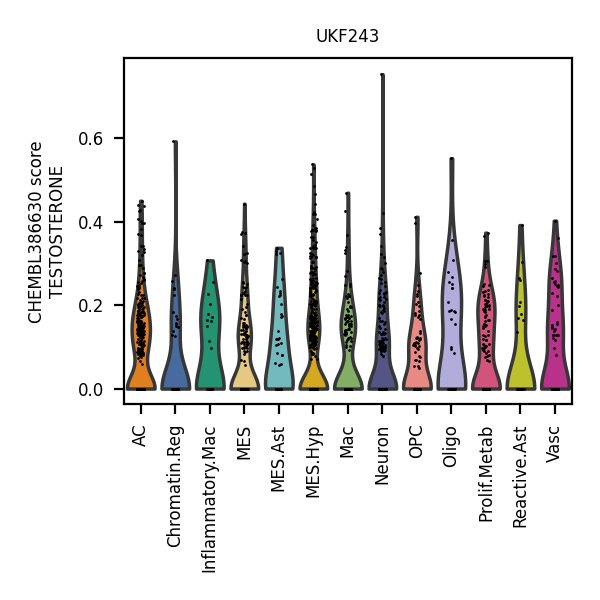 UKF243
CHEMBL386630 score
TESTOSTERONE
0.6
0.4
0.2
0.0
AC
Chromatin.Reg
Inflammatory.Mac
MES
MES.Ast
MES.Hyp
Mac
Neuron
OPC
Oligo
Prolif.Metab
Reactive.Ast
Vasc